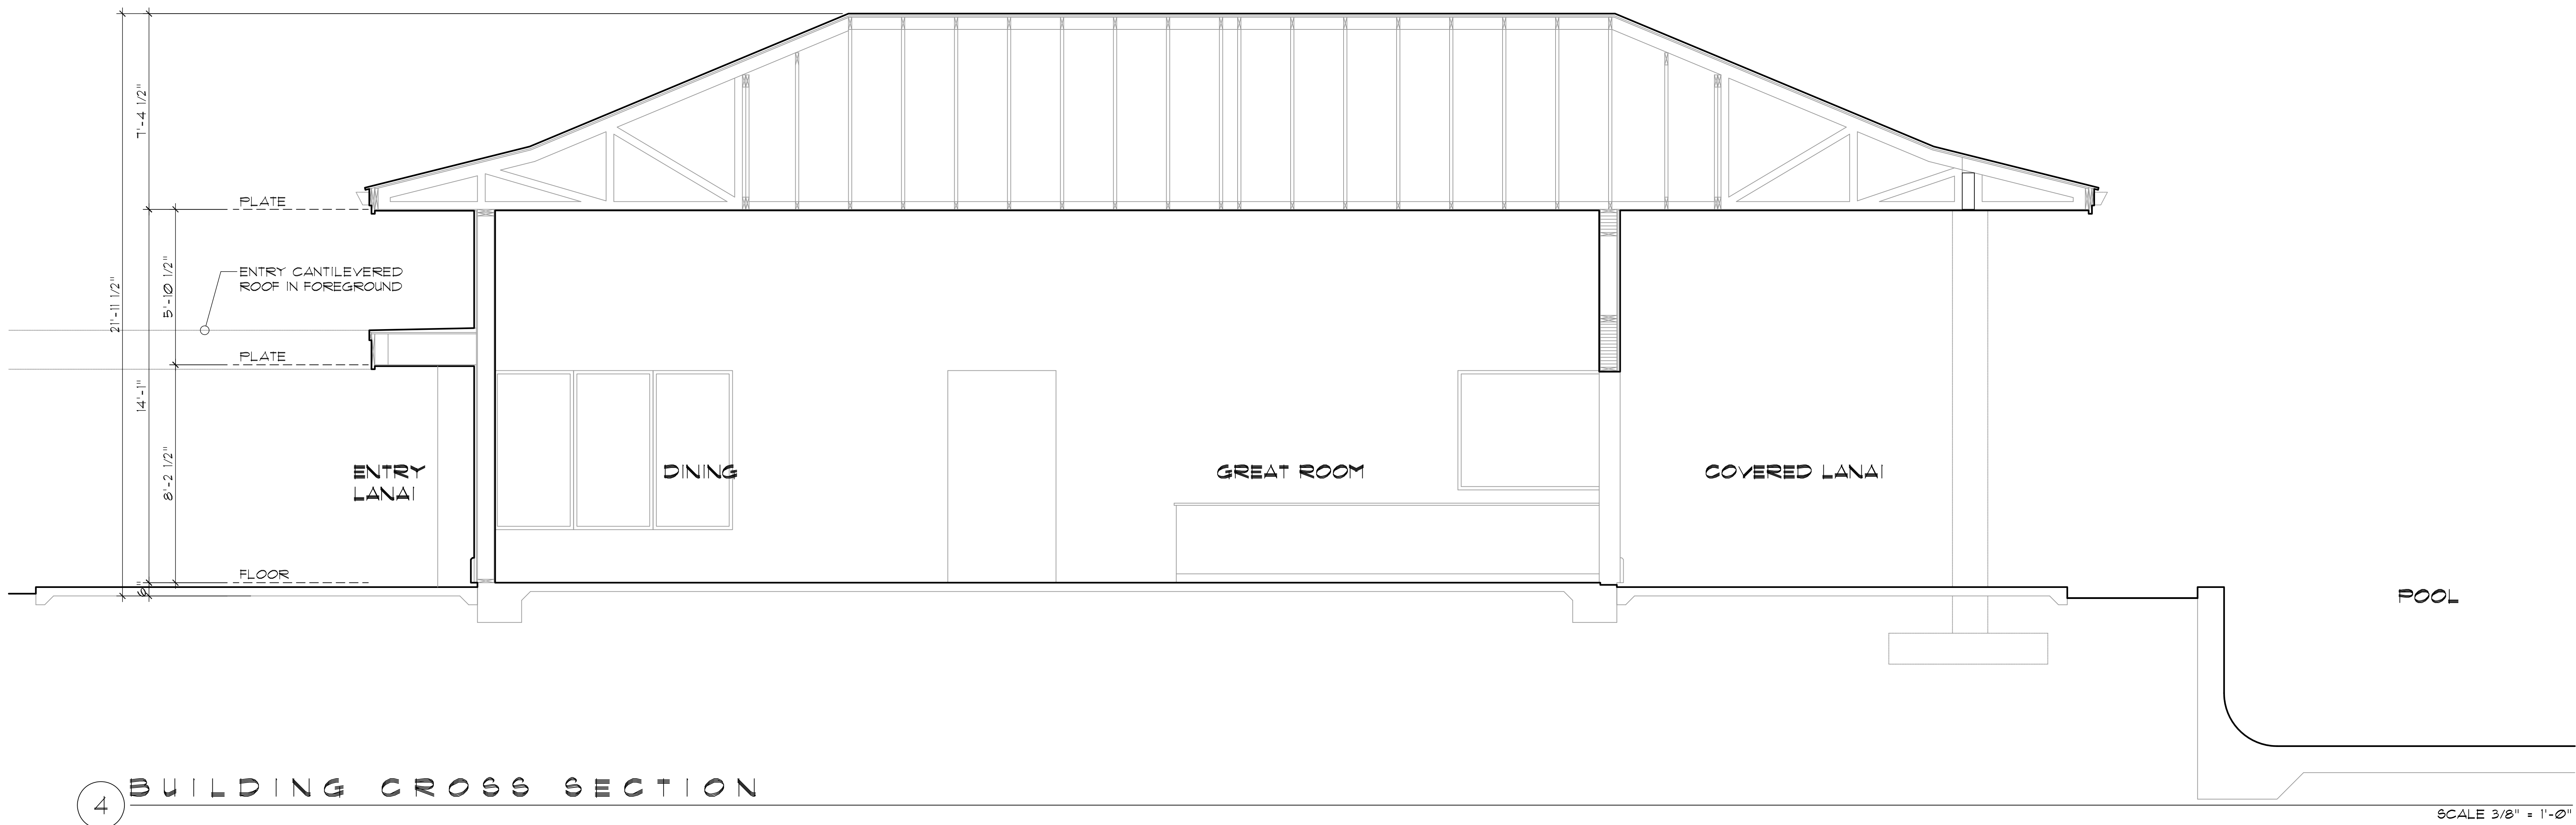 7'-4 1/2"
PLATE
5'-10 1/2"
21'-11 1/2"
ENTRY CANTILEVERED
ROOF IN FOREGROUND
PLATE
14'-1"
8'-2 1/2"
ENTRY
LANAI
DINING
GREAT ROOM
COVERED LANAI
FLOOR
6"
POOL
4
BUILDING CROSS SECTION
SCALE 3/8" = 1'-0"